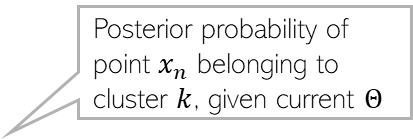 Posterior probability of
point xₙ belonging to
cluster k, given current Θ